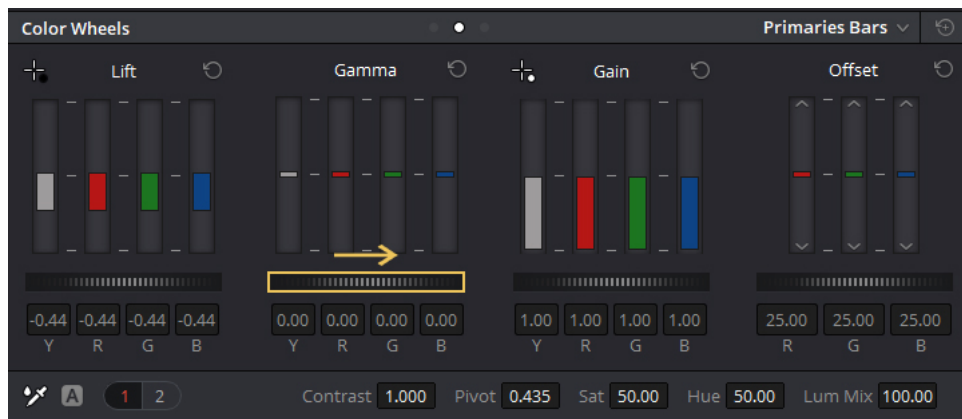 Color Wheels Primaries Bars
Lift Gamma Gain Offset
-0.44 -0.44 -0.44 -0.44 0.00 0.00 0.00 0.00 1.00 1.00 1.00 1.00 25.00 25.00 25.00
Y R G B Y R G B Y R G B R G B
A 1 2 Contrast 1.000 Pivot 0.435 Sat 50.00 Hue 50.00 Lum Mix 100.00